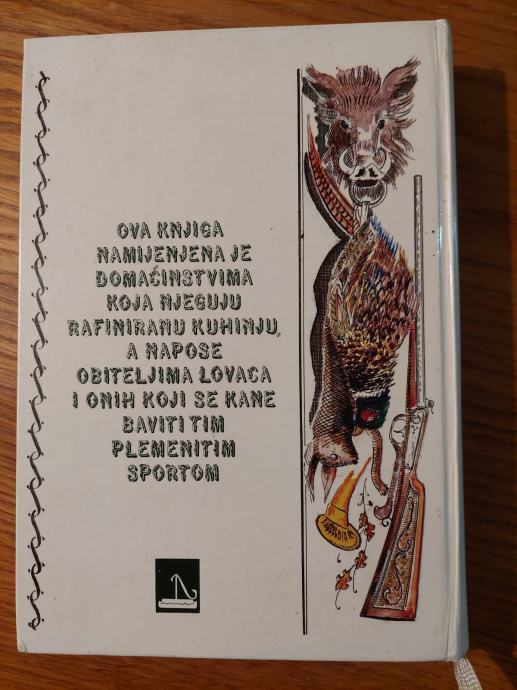 OVA KNJIGA
NAMIJENJENA JE
DOMAĆINSTVIMA
KOJA NJEGUJU
RAFINIRANU KUHINJU,
A NAPOSE
OBITELJIMA LOVACA
I ONIH KOJI SE KANE
BAVITI TIM
PLEMENITIM
SPORTOM